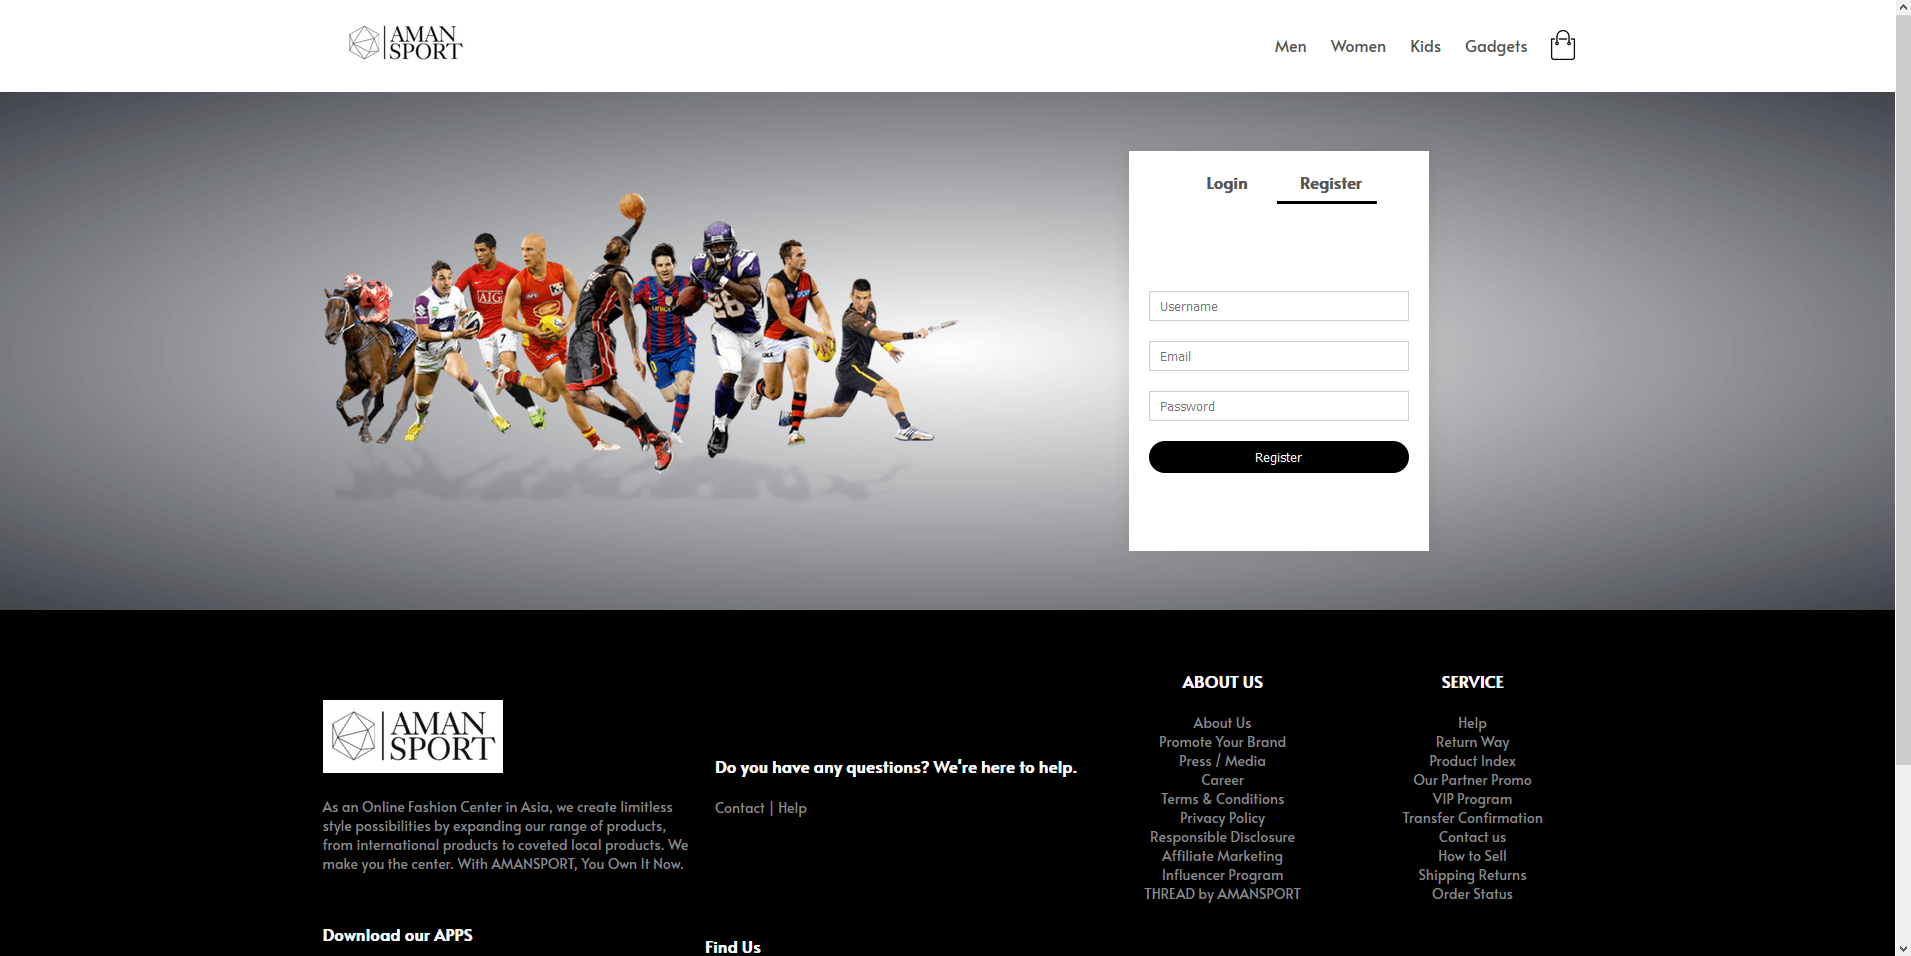 AMAN
SPORT
Men Women Kids Gadgets
Login Register
Username
Email
Password
Register
AIG
7
28
ABOUT US
About Us
Promote Your Brand
Press / Media
Career
Terms & Conditions
Privacy Policy
Responsible Disclosure
Affiliate Marketing
Influencer Program
THREAD by AMANSPORT
SERVICE
Help
Return Way
Product Index
Our Partner Promo
VIP Program
Transfer Confirmation
Contact us
How to Sell
Shipping Returns
Order Status
AMAN
SPORT
As an Online Fashion Center in Asia, we create limitless
style possibilities by expanding our range of products,
from international products to coveted local products. We
make you the center. With AMANSPORT, You Own It Now.
Do you have any questions? We're here to help.
Contact | Help
Download our APPS
Find Us